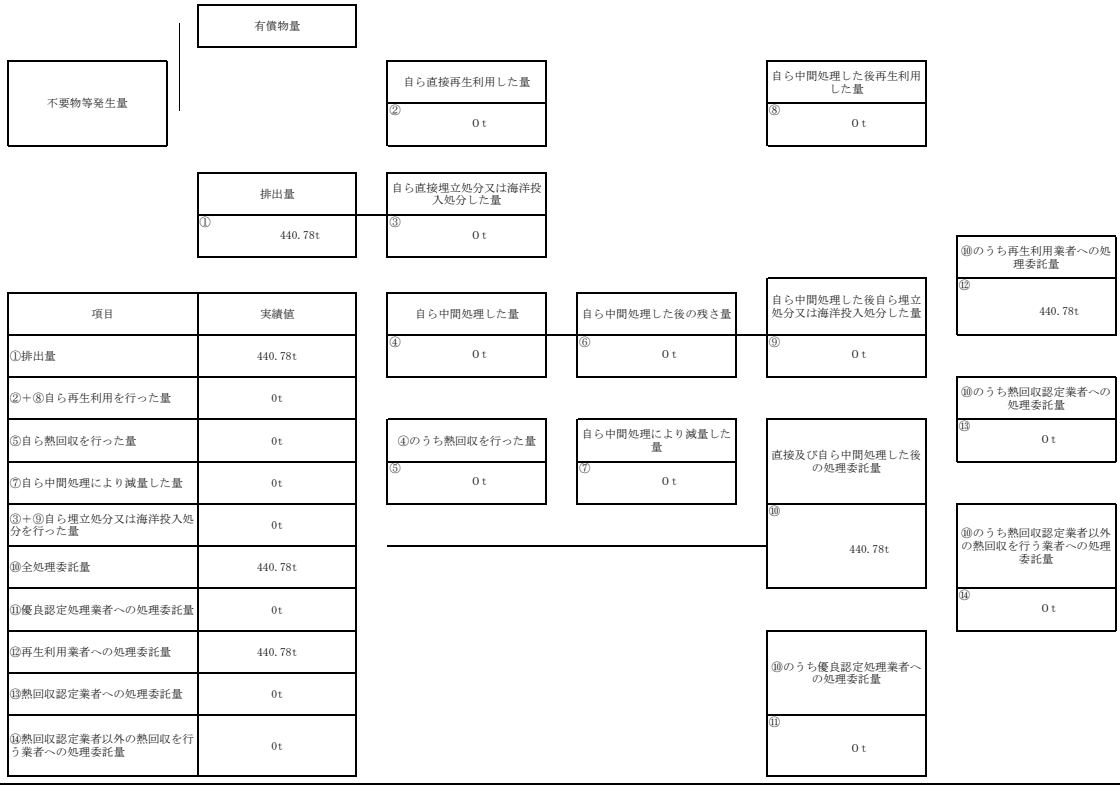 有償物量
不要物等発生量
自ら直接再生利用した量
②
0t
自ら中間処理した後再生利用
した量
⑧
0t
排出量
①
440.78t
自ら直接埋立処分又は海洋投
入処分した量
③
0t
⑩のうち再生利用業者への処
理委託量
⑫
440.78t
項目
実績値
①排出量
440.78t
②＋⑧自ら再生利用を行った量
0t
⑤自ら熱回収を行った量
0t
⑦自ら中間処理により減量した量
0t
③＋⑨自ら埋立処分又は海洋投入処
分を行った量
0t
⑩全処理委託量
440.78t
⑪優良認定処理業者への処理委託量
0t
⑫再生利用業者への処理委託量
440.78t
⑬熱回収認定業者への処理委託量
0t
⑭熱回収認定業者以外の熱回収を行
う業者への処理委託量
0t
自ら中間処理した量
④
0t
自ら中間処理した後の残さ量
⑥
0t
自ら中間処理した後自ら埋立
処分又は海洋投入処分した量
⑨
0t
④のうち熱回収を行った量
⑤
0t
自ら中間処理により減量した
量
⑦
0t
直接及び自ら中間処理した後
の処理委託量
⑩
440.78t
⑩のうち熱回収認定業者への
処理委託量
⑬
0t
⑩のうち熱回収認定業者以外
の熱回収を行う業者への処理
委託量
⑭
0t
⑩のうち優良認定処理業者へ
の処理委託量
⑪
0t